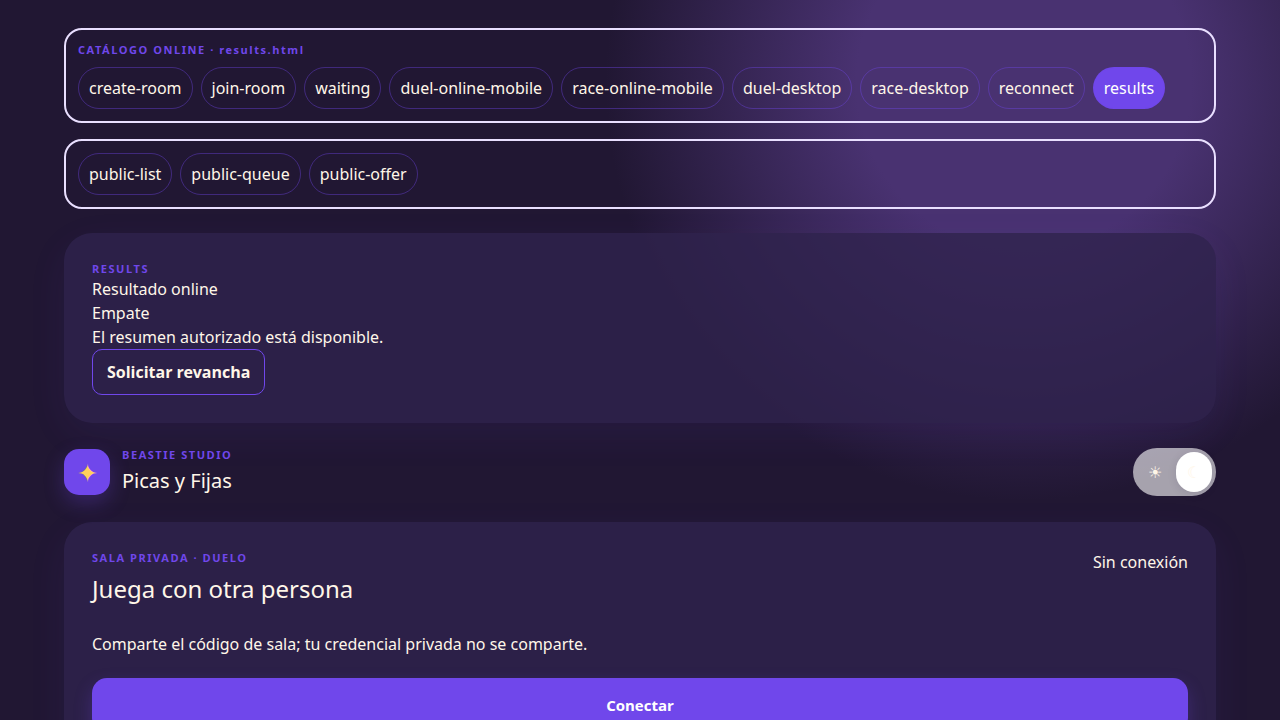 CATÁLOGO ONLINE · results.html
create-room join-room waiting duel-online-mobile race-online-mobile duel-desktop race-desktop reconnect results
public-list public-queue public-offer
RESULTS
Resultado online
Empate
El resumen autorizado está disponible.
Solicitar revancha
BEASTIE STUDIO
Picas y Fijas
SALA PRIVADA · DUELO
Sin conexión
Juega con otra persona
Comparte el código de sala; tu credencial privada no se comparte.
Conectar